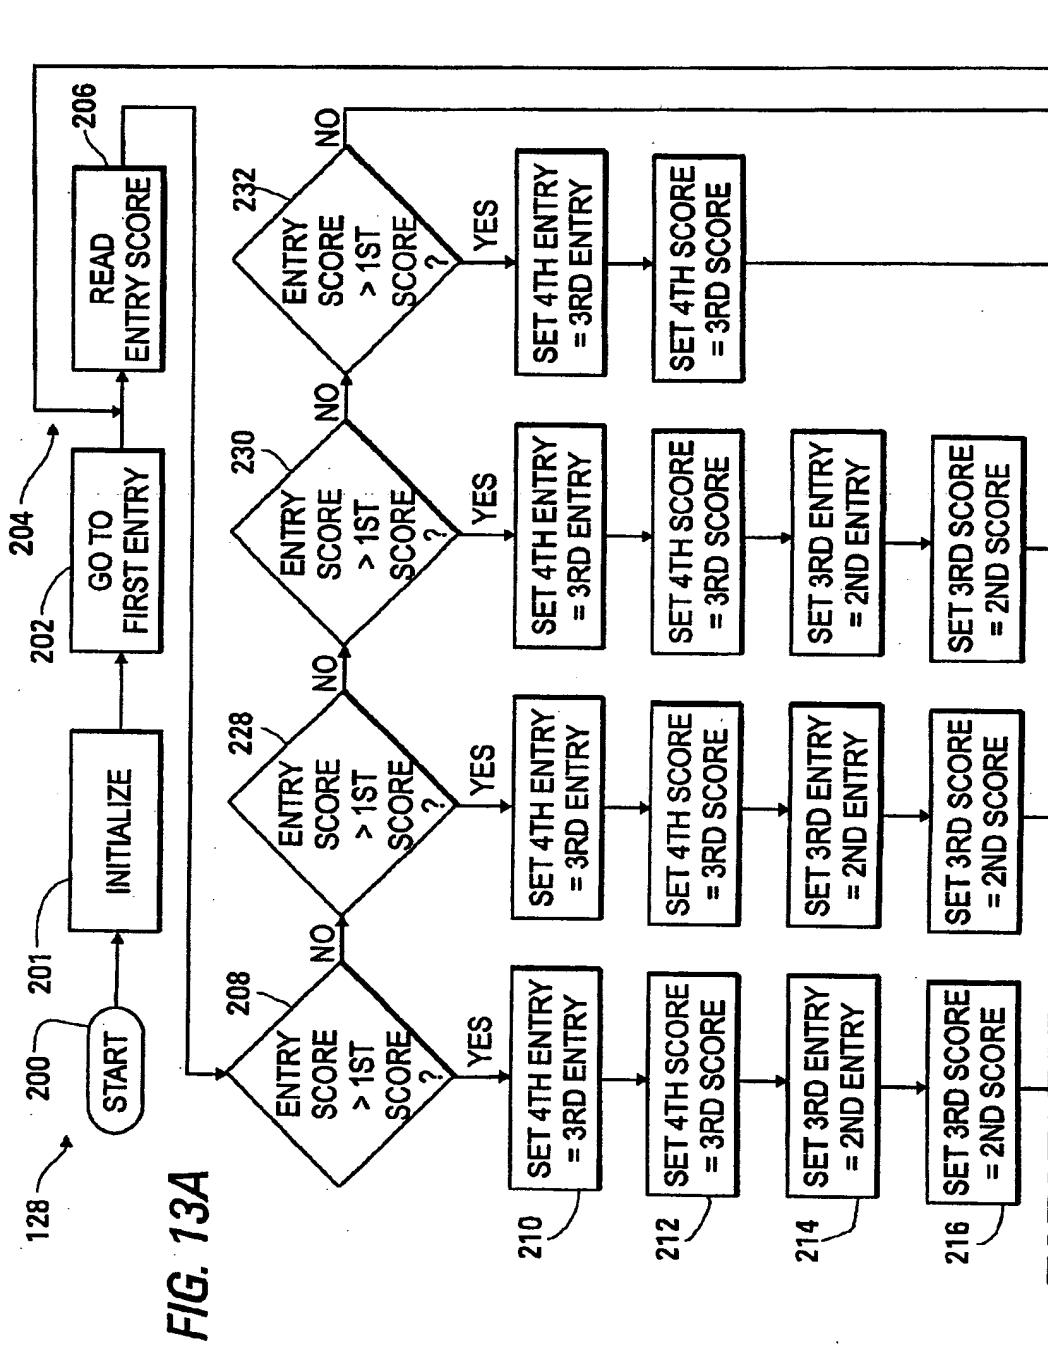 FIG. 13A
128
200
START
201
INITIALIZE
202
GO TO
FIRST ENTRY
204
206
READ
ENTRY SCORE
208
ENTRY
SCORE
> 1ST
SCORE
?
NO
YES
228
ENTRY
SCORE
> 1ST
SCORE
?
NO
YES
230
ENTRY
SCORE
> 1ST
SCORE
?
NO
YES
232
ENTRY
SCORE
> 1ST
SCORE
?
NO
YES
210
SET 4TH ENTRY
= 3RD ENTRY
SET 4TH ENTRY
= 3RD ENTRY
SET 4TH ENTRY
= 3RD ENTRY
SET 4TH ENTRY
= 3RD ENTRY
212
SET 4TH SCORE
= 3RD SCORE
SET 4TH SCORE
= 3RD SCORE
SET 4TH SCORE
= 3RD SCORE
SET 4TH SCORE
= 3RD SCORE
214
SET 3RD ENTRY
= 2ND ENTRY
SET 3RD ENTRY
= 2ND ENTRY
SET 3RD ENTRY
= 2ND ENTRY
216
SET 3RD SCORE
= 2ND SCORE
SET 3RD SCORE
= 2ND SCORE
SET 3RD SCORE
= 2ND SCORE